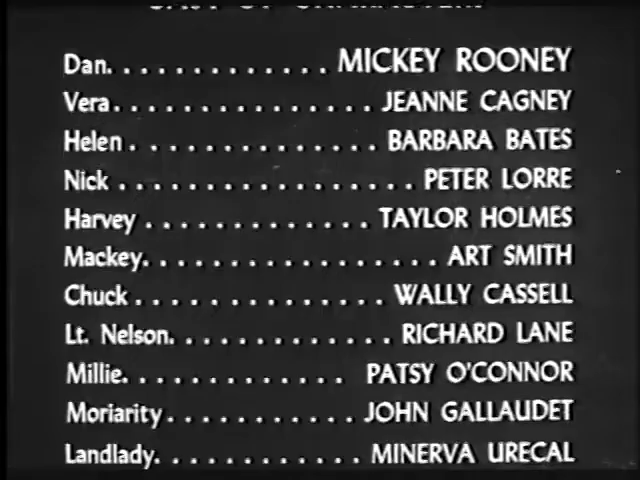 Dan. . . . . . . . . . . . . MICKEY ROONEY
Vera. . . . . . . . . . . . . . . JEANNE CAGNEY
Helen . . . . . . . . . . . . . . BARBARA BATES
Nick . . . . . . . . . . . . . . . . PETER LORRE
Harvey . . . . . . . . . . . . . TAYLOR HOLMES
Mackey. . . . . . . . . . . . . . . . . ART SMITH
Chuck . . . . . . . . . . . . . . WALLY CASSELL
Lt. Nelson. . . . . . . . . . . . . RICHARD LANE
Millie. . . . . . . . . . . . . PATSY O'CONNOR
Moriarity . . . . . . . . . . . JOHN GALLAUDET
Landlady. . . . . . . . . . . . MINERVA URECAL